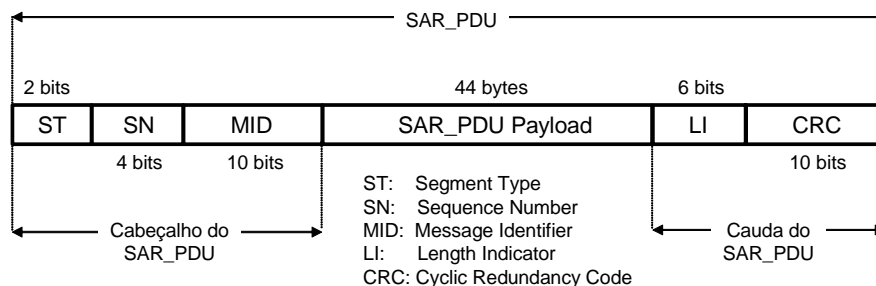 SAR_PDU
2 bits
44 bytes
6 bits
ST
SN
MID
SAR_PDU Payload
LI
CRC
4 bits
10 bits
10 bits
ST: Segment Type
SN: Sequence Number
MID: Message Identifier
LI: Length Indicator
CRC: Cyclic Redundancy Code
Cabeçalho do
SAR_PDU
Cauda do
SAR_PDU